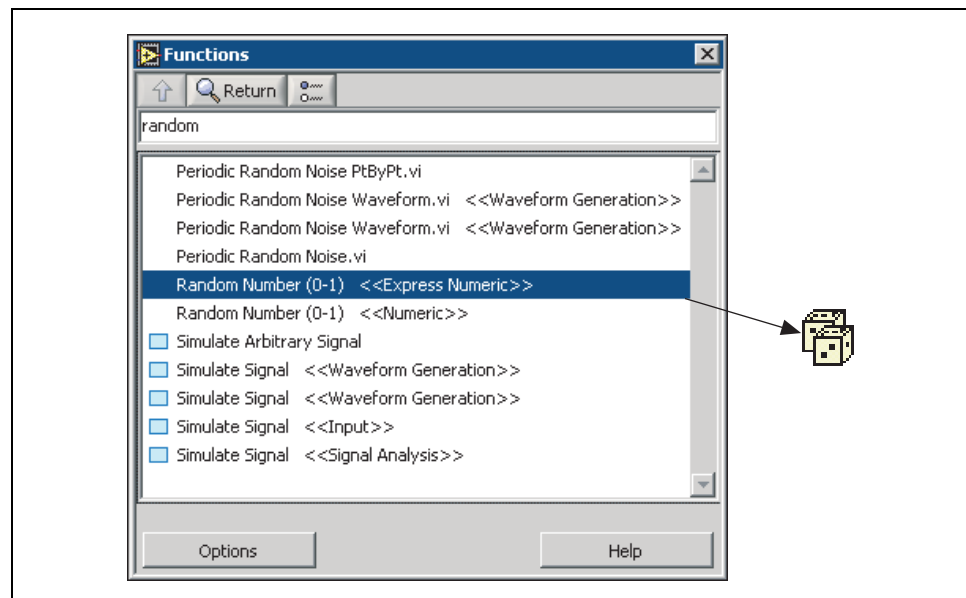 Functions
Return
random
Periodic Random Noise PtByPt.vi
Periodic Random Noise Waveform.vi <<Waveform Generation>>
Periodic Random Noise Waveform.vi <<Waveform Generation>>
Periodic Random Noise.vi
Random Number (0-1) <<Express Numeric>>
Random Number (0-1) <<Numeric>>
Simulate Arbitrary Signal
Simulate Signal <<Waveform Generation>>
Simulate Signal <<Waveform Generation>>
Simulate Signal <<Input>>
Simulate Signal <<Signal Analysis>>
Options Help